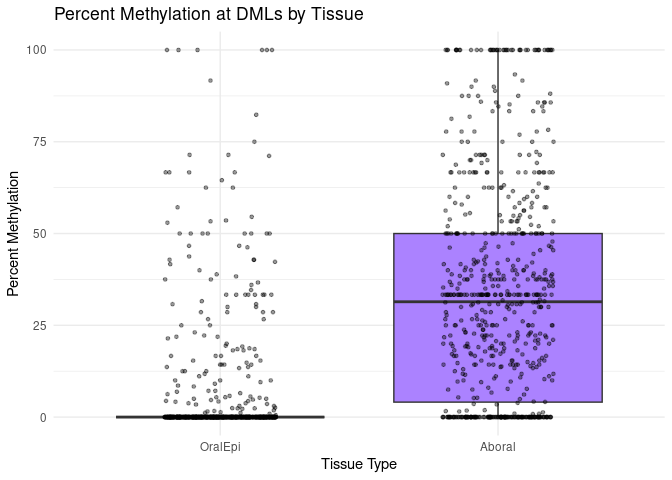 Percent Methylation at DMLs by Tissue
Percent Methylation
100
75
50
25
0
OralEpi
Aboral
Tissue Type